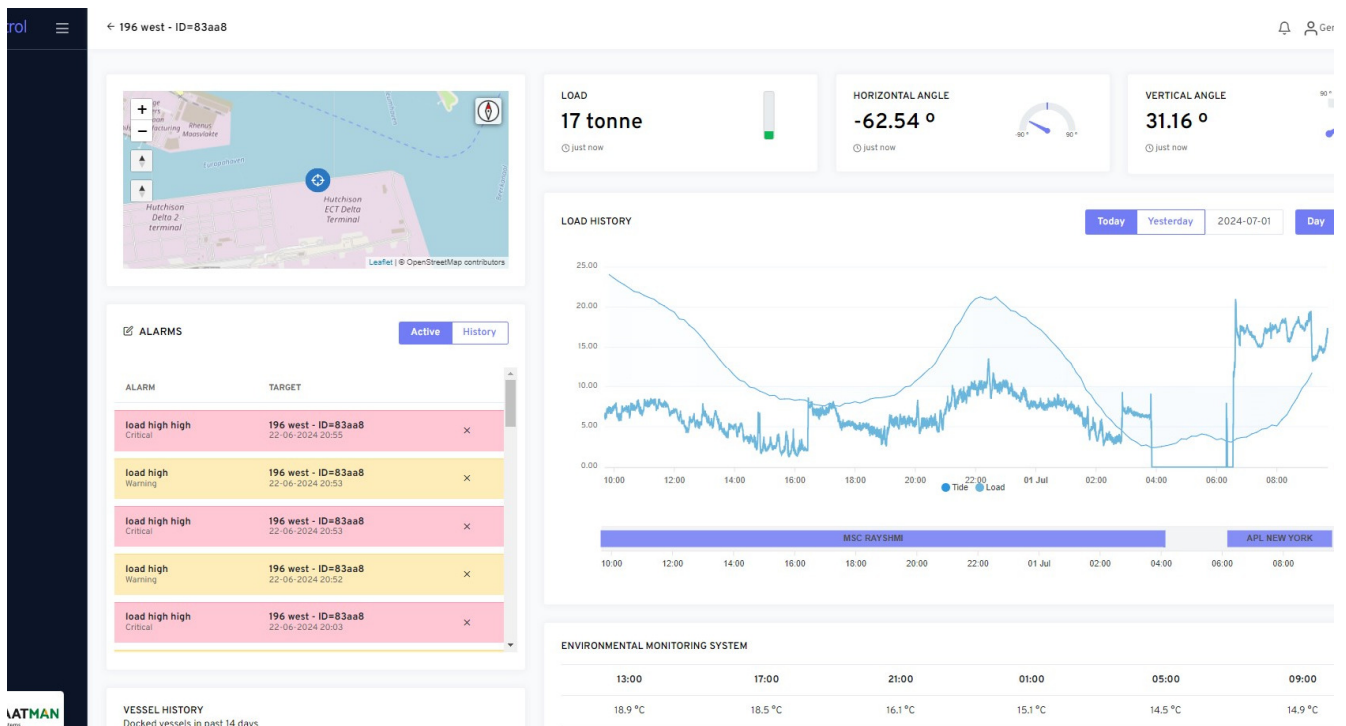 rol
← 196 west - ID=83aa8
Ger
+
−
Rhenus
Maasvlakte
Europahaven
Hutchison
Delta 2
terminal
Hutchison
ECT Delta
Terminal
Leaflet | © OpenStreetMap contributors
LOAD
17 tonne
just now
HORIZONTAL ANGLE
-62.54 º
just now
-90 °
90 °
VERTICAL ANGLE
31.16 º
just now
90 °
LOAD HISTORY
Today Yesterday 2024-07-01 Day
25.00
20.00
15.00
10.00
5.00
0.00
10:00 12:00 14:00 16:00 18:00 20:00 22:00 01 Jul 02:00 04:00 06:00 08:00
Tide Load
MSC RAYSHMI APL NEW YORK
10:00 12:00 14:00 16:00 18:00 20:00 22:00 01 Jul 02:00 04:00 06:00 08:00
ALARMS
Active History
ALARM TARGET
load high high 196 west - ID=83aa8 ×
Critical 22-06-2024 20:55
load high 196 west - ID=83aa8 ×
Warning 22-06-2024 20:53
load high high 196 west - ID=83aa8 ×
Critical 22-06-2024 20:53
load high 196 west - ID=83aa8 ×
Warning 22-06-2024 20:52
load high high 196 west - ID=83aa8 ×
Critical 22-06-2024 20:03
ENVIRONMENTAL MONITORING SYSTEM
13:00 17:00 21:00 01:00 05:00 09:00
18.9 °C 18.5 °C 16.1 °C 15.1 °C 14.5 °C 14.9 °C
VESSEL HISTORY
Docked vessels in past 14 days
AATMAN